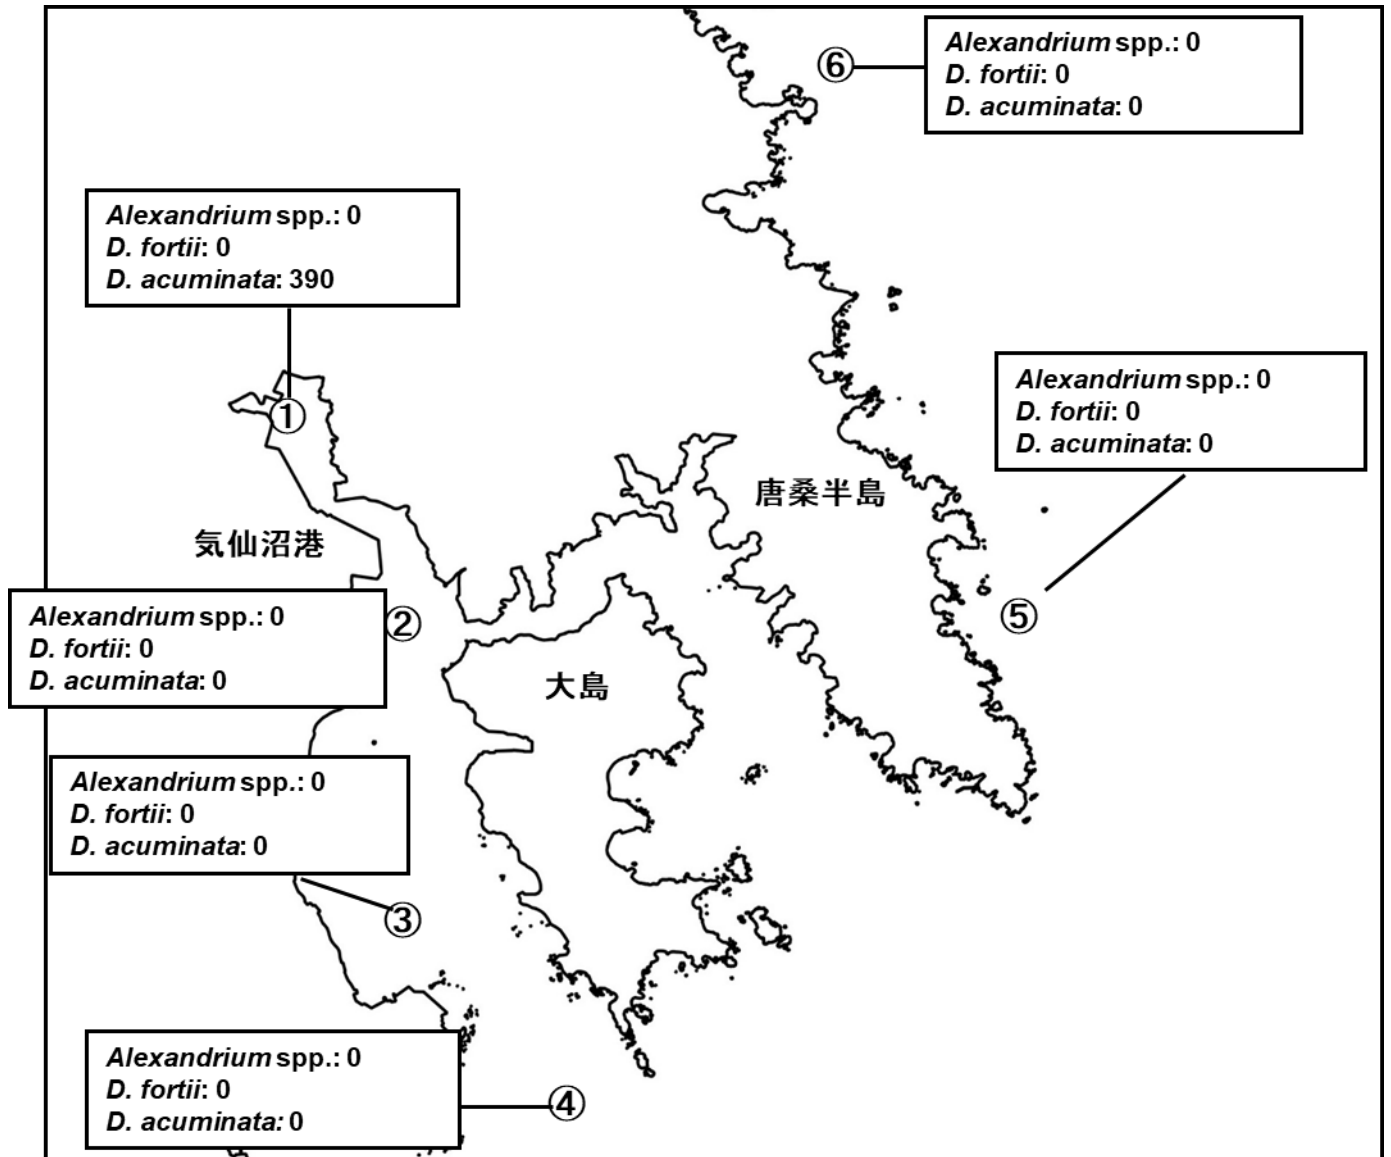 Alexandrium spp.: 0
D. fortii: 0
D. acuminata: 0
⑥
Alexandrium spp.: 0
D. fortii: 0
D. acuminata: 390
①
Alexandrium spp.: 0
D. fortii: 0
D. acuminata: 0
⑤
唐桑半島
気仙沼港
Alexandrium spp.: 0
D. fortii: 0
D. acuminata: 0
②
大島
Alexandrium spp.: 0
D. fortii: 0
D. acuminata: 0
③
Alexandrium spp.: 0
D. fortii: 0
D. acuminata: 0
④